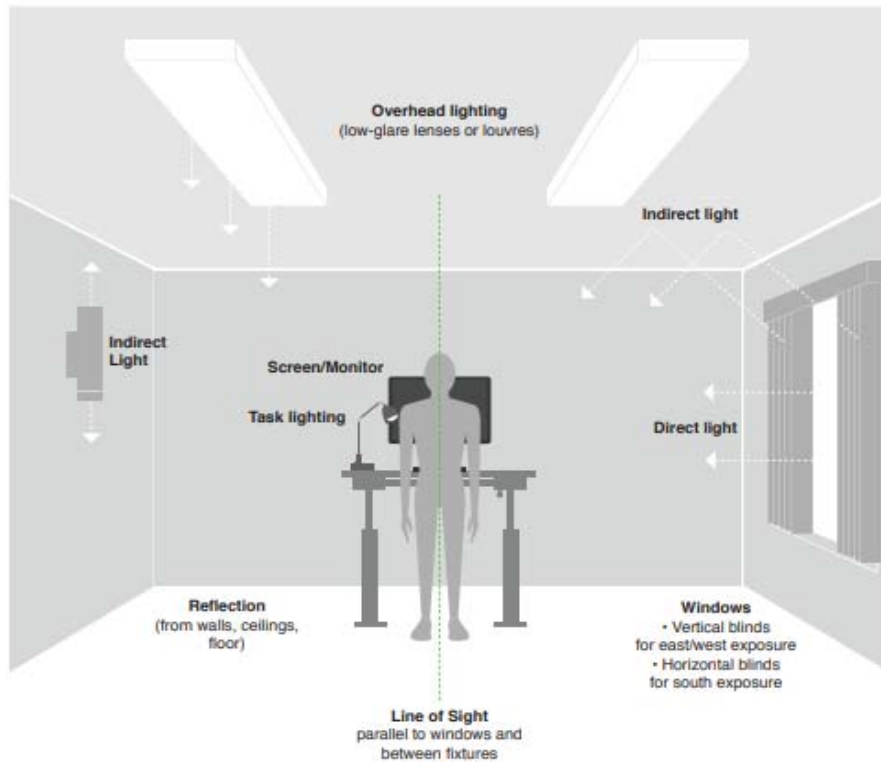 Overhead lighting
(low-glare lenses or louvres)
Indirect light
Indirect
Light
Screen/Monitor
Task lighting
Direct light
Reflection
(from walls, ceilings,
floor)
Windows
• Vertical blinds
for east/west exposure
• Horizontal blinds
for south exposure
Line of Sight
parallel to windows and
between fixtures